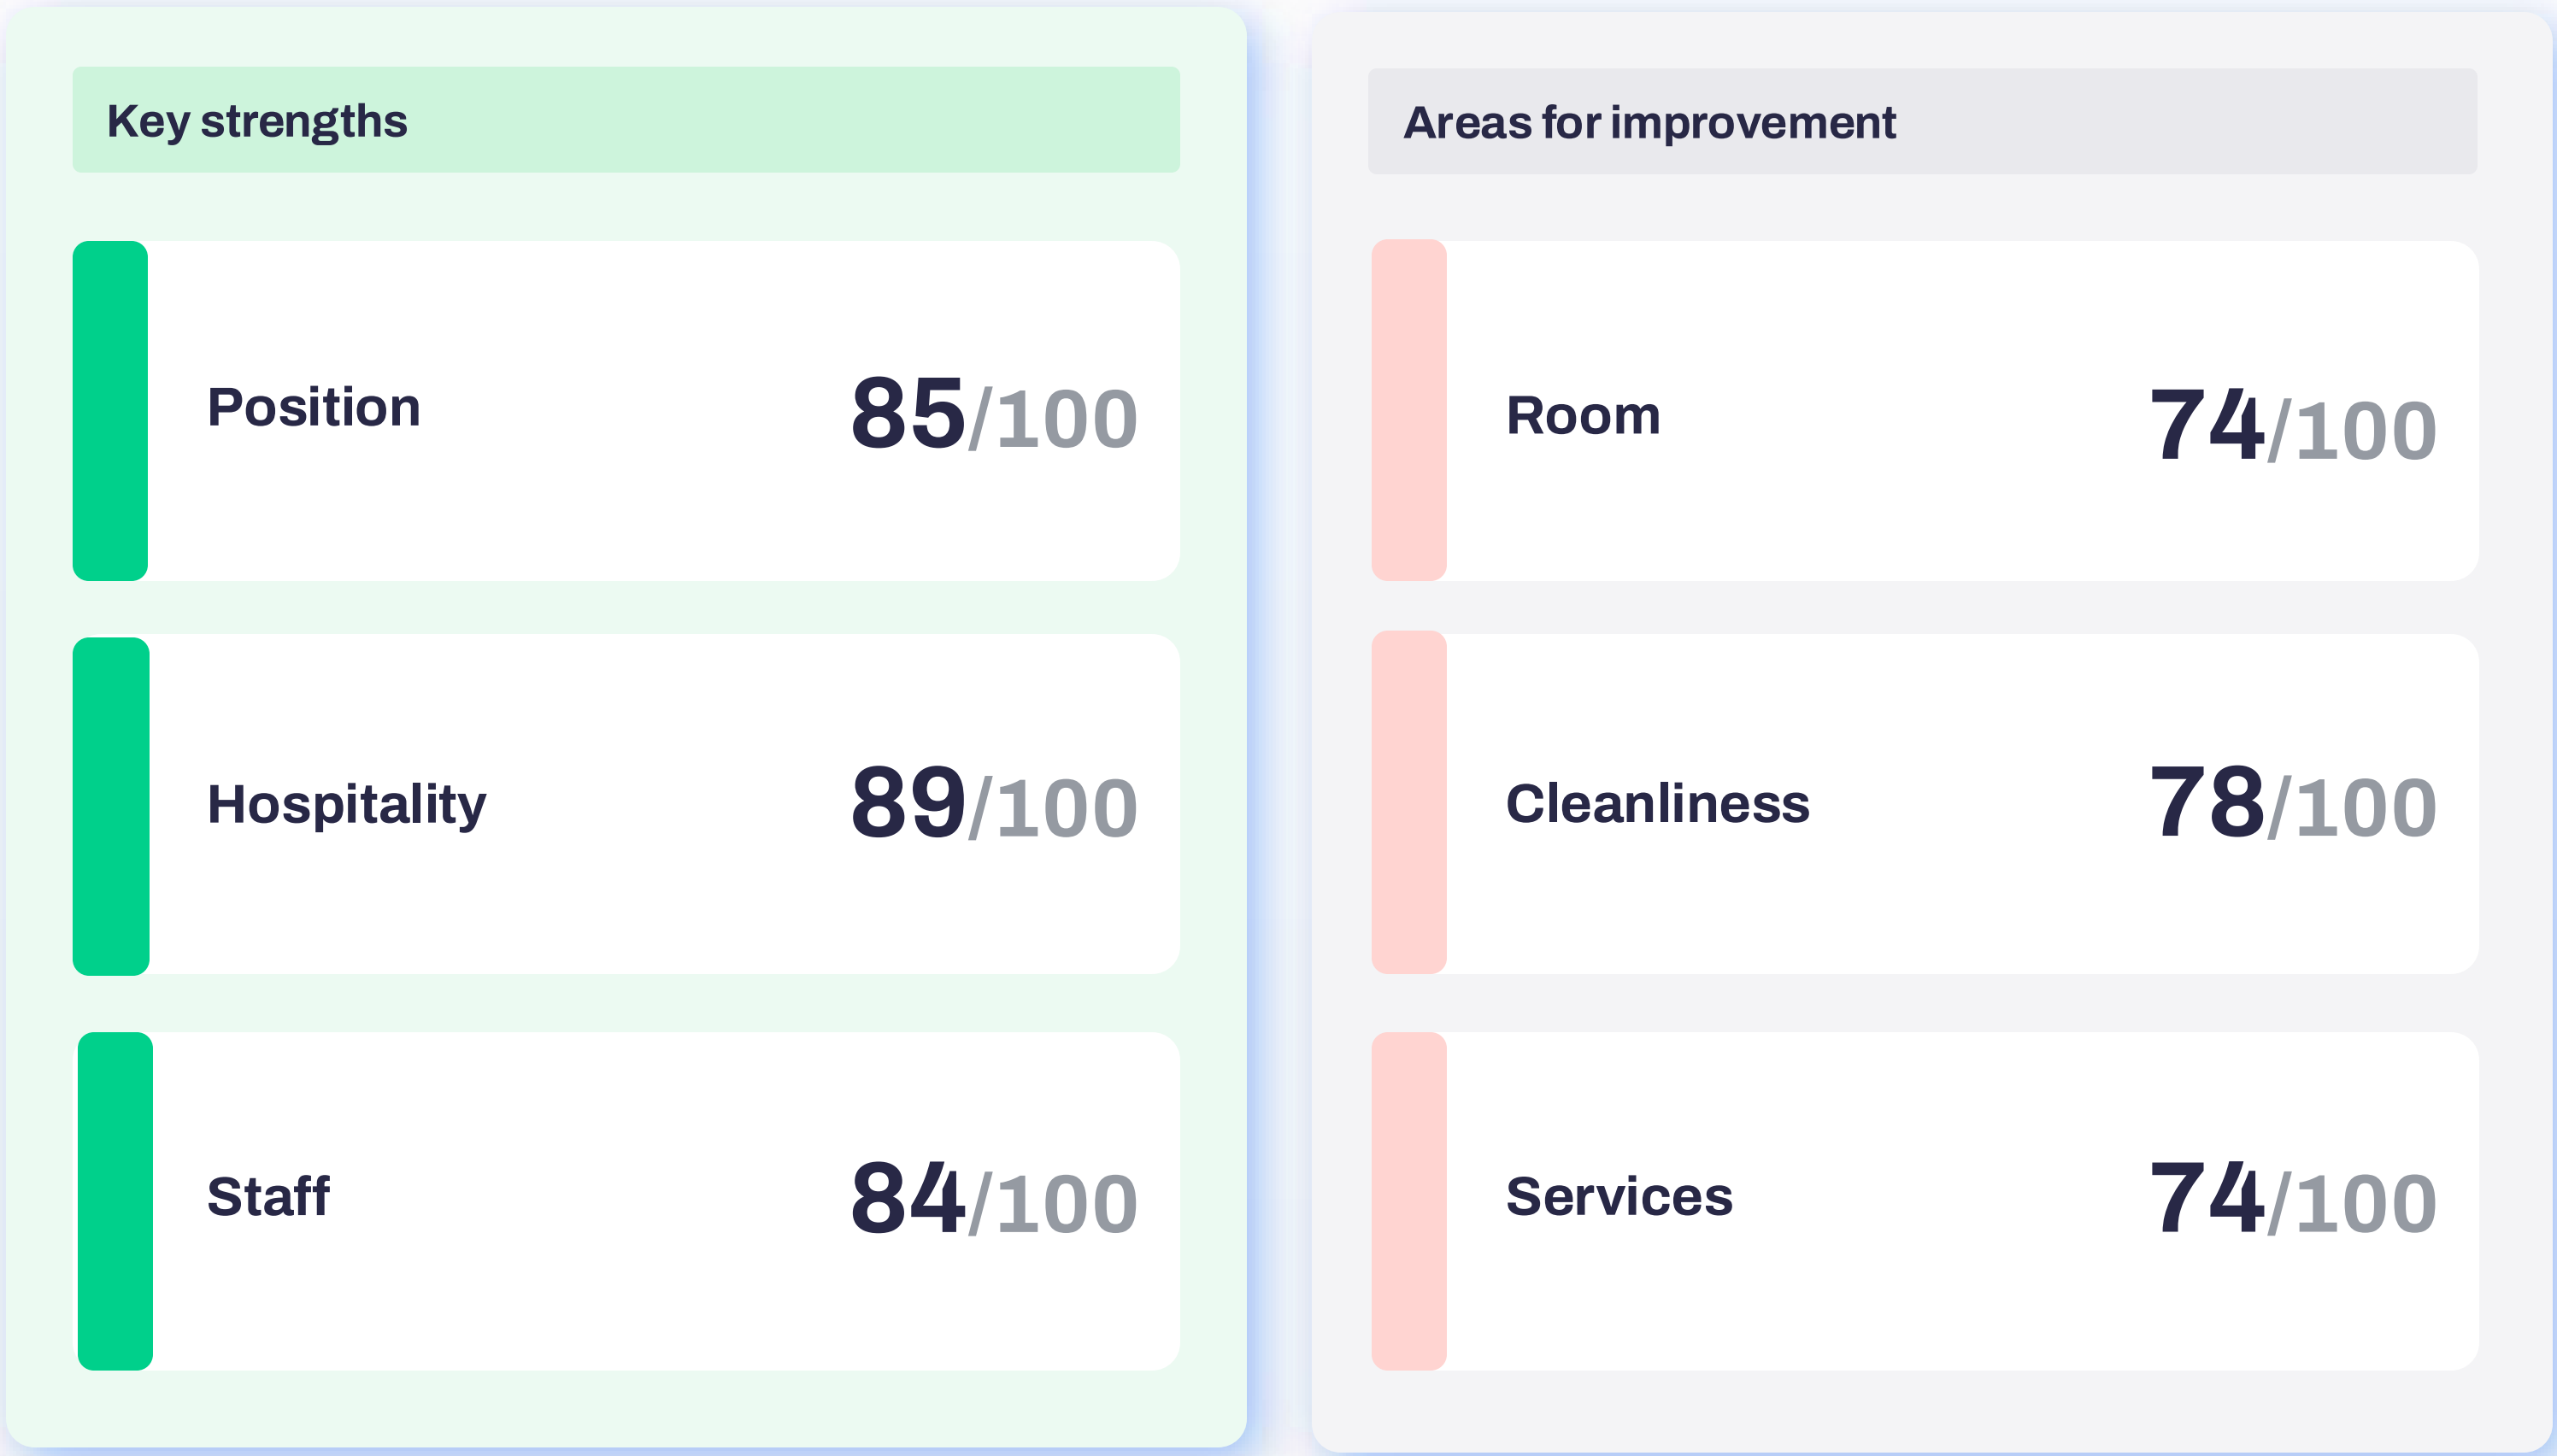 Key strengths
Position 85/100
Hospitality 89/100
Staff 84/100
Areas for improvement
Room 74/100
Cleanliness 78/100
Services 74/100